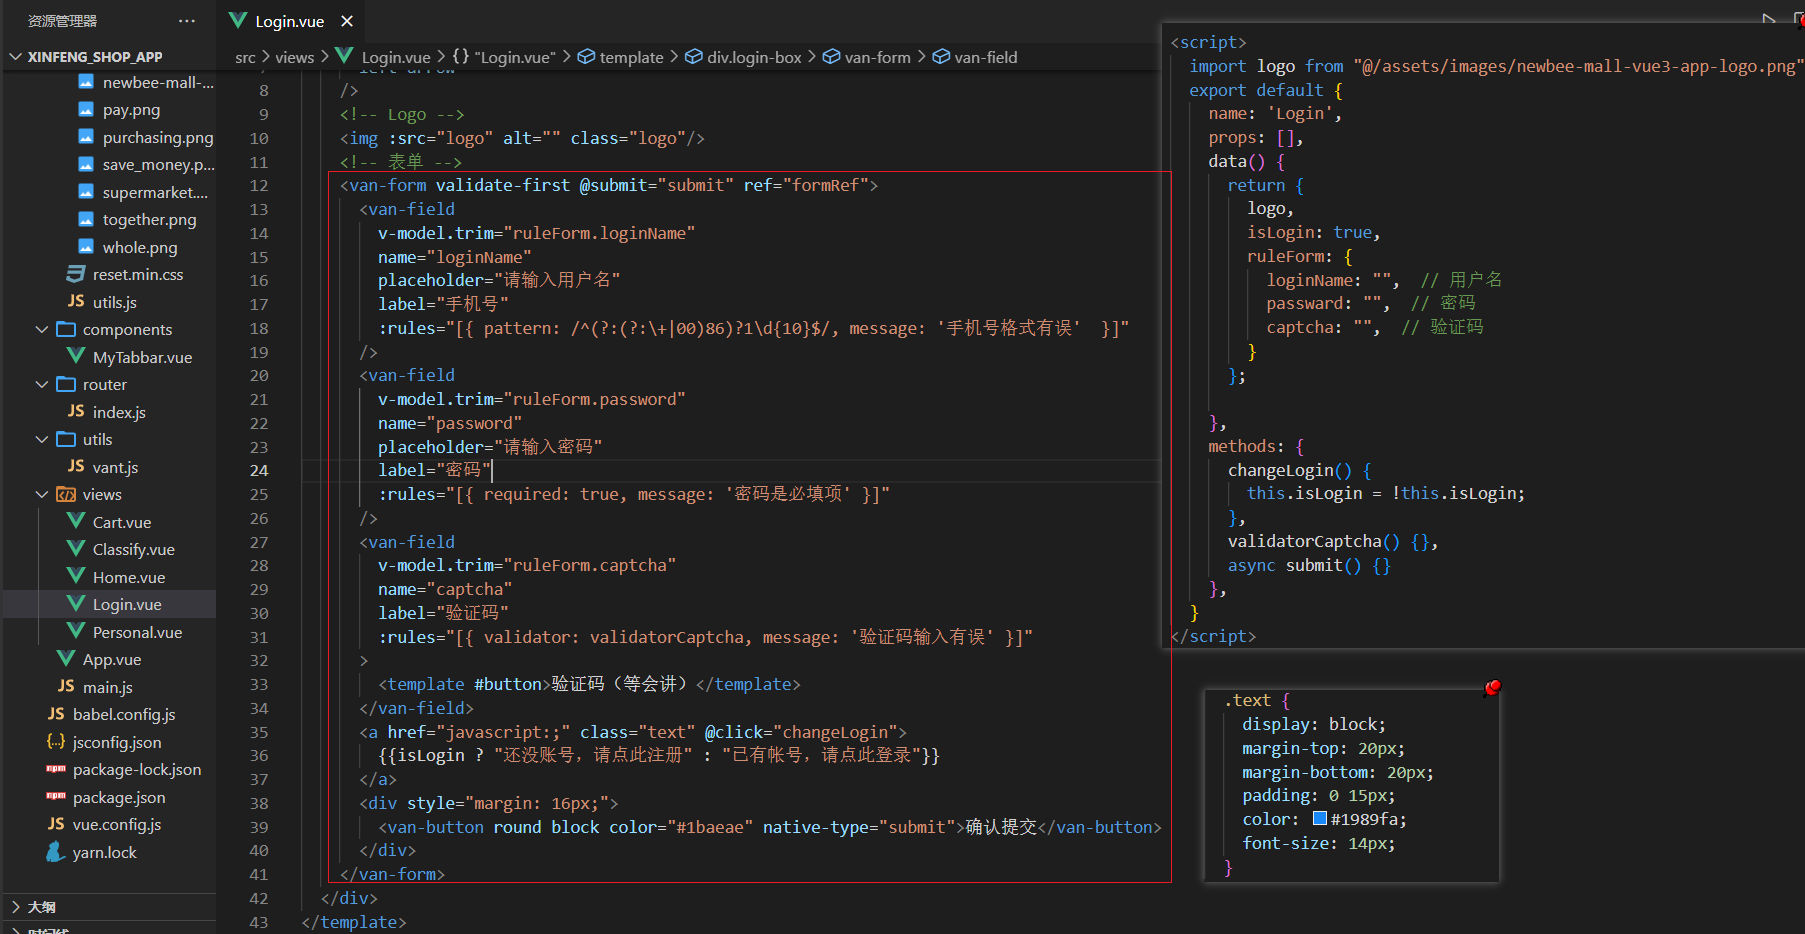 资源管理器 ···
XINFENG_SHOP_APP
newbee-mall-...
pay.png
purchasing.png
save_money.p...
supermarket....
together.png
whole.png
reset.min.css
JS utils.js
components
MyTabbar.vue
router
JS index.js
utils
JS vant.js
views
Cart.vue
Classify.vue
Home.vue
Login.vue
Personal.vue
App.vue
JS main.js
JS babel.config.js
{..} jsconfig.json
npm package-lock.json
npm package.json
JS vue.config.js
yarn.lock
大纲
时间线
Login.vue ×
src > views > Login.vue > {} "Login.vue" > template > div.login-box > van-form > van-field
7 left-arrow
8 />
9 <!-- Logo -->
10 <img :src="logo" alt="" class="logo"/>
11 <!-- 表单 -->
12 <van-form validate-first @submit="submit" ref="formRef">
13 <van-field
14 v-model.trim="ruleForm.loginName"
15 name="loginName"
16 placeholder="请输入用户名"
17 label="手机号"
18 :rules="[{ pattern: /^(?:(?:\+|00)86)?1\d{10}$/, message: '手机号格式有误'  }]"
19 />
20 <van-field
21 v-model.trim="ruleForm.password"
22 name="password"
23 placeholder="请输入密码"
24 label="密码"
25 :rules="[{ required: true, message: '密码是必填项' }]"
26 />
27 <van-field
28 v-model.trim="ruleForm.captcha"
29 name="captcha"
30 label="验证码"
31 :rules="[{ validator: validatorCaptcha, message: '验证码输入有误' }]"
32 >
33 <template #button>验证码（等会讲）</template>
34 </van-field>
35 <a href="javascript:;" class="text" @click="changeLogin">
36 {{isLogin ? "还没账号，请点此注册" : "已有帐号，请点此登录"}}
37 </a>
38 <div style="margin: 16px;">
39 <van-button round block color="#1baeae" native-type="submit">确认提交</van-button>
40 </div>
41 </van-form>
42 </div>
43 </template>
<script>
import logo from "@/assets/images/newbee-mall-vue3-app-logo.png"
export default {
name: 'Login',
props: [],
data() {
return {
logo,
isLogin: true,
ruleForm: {
loginName: "",  // 用户名
passward: "",  // 密码
captcha: "",  // 验证码
}
};
},
methods: {
changeLogin() {
this.isLogin = !this.isLogin;
},
validatorCaptcha() {},
async submit() {}
},
}
</script>
.text {
display: block;
margin-top: 20px;
margin-bottom: 20px;
padding: 0 15px;
color: #1989fa;
font-size: 14px;
}